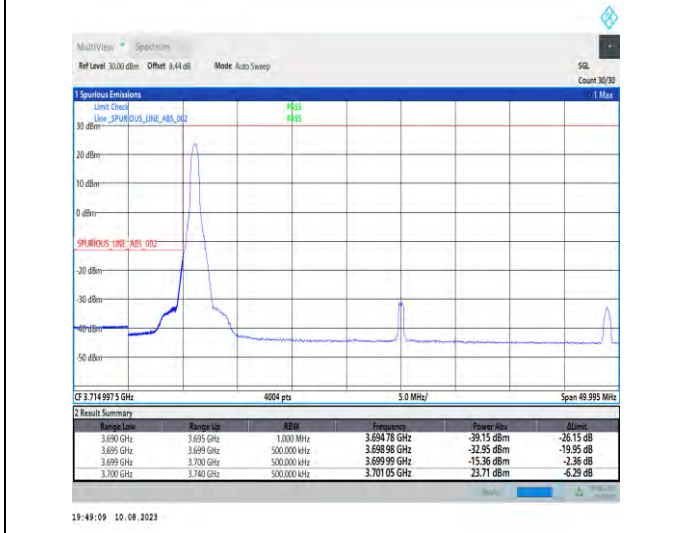 MultiView Spectrum
Ref Level 30.00 dBm Offset 8.44 dB Mode Auto Sweep SGL
Count 30/30
1 Spurious Emissions 1 Max
Limit Check PASS
Line _SPURIOUS_LINE_ABS_002 PASS
30 dBm
20 dBm
10 dBm
0 dBm
SPURIOUS_LINE_ABS_002
-20 dBm
-30 dBm
-40 dBm
-50 dBm
CF 3.714 997 5 GHz 4004 pts 5.0 MHz/ Span 49.995 MHz
2 Result Summary
Range Low Range Up RBW Frequency Power Abs ΔLimit
3.690 GHz 3.695 GHz 1.000 MHz 3.694 78 GHz -39.15 dBm -26.15 dB
3.695 GHz 3.699 GHz 500.000 kHz 3.698 98 GHz -32.95 dBm -19.95 dB
3.699 GHz 3.700 GHz 500.000 kHz 3.699 99 GHz -15.36 dBm -2.36 dB
3.700 GHz 3.740 GHz 500.000 kHz 3.701 05 GHz 23.71 dBm -6.29 dB
19:49:09 10.08.2023